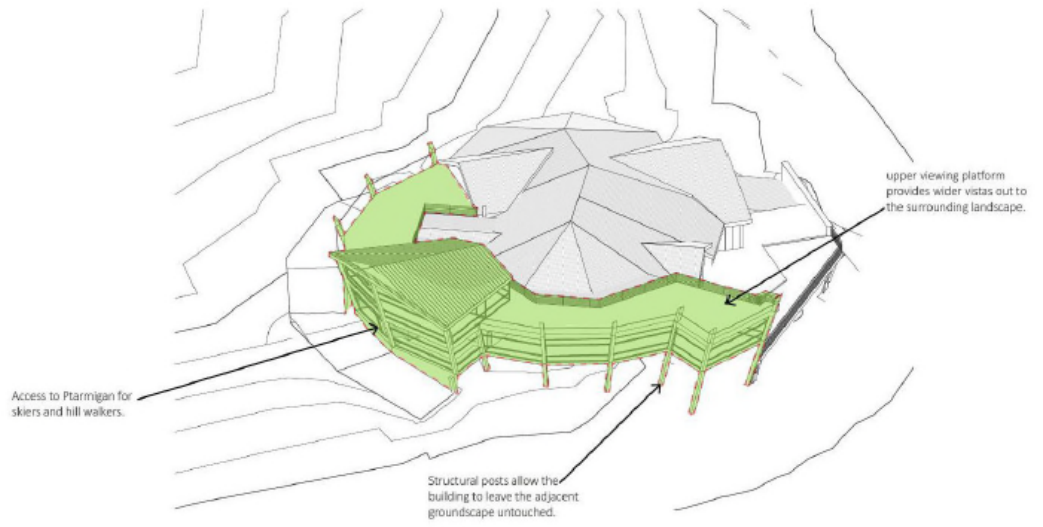 upper viewing platform
provides wider vistas out to
the surrounding landscape.
Access to Ptarmigan for
skiers and hill walkers.
Structural posts allow the
building to leave the adjacent
groundscape untouched.